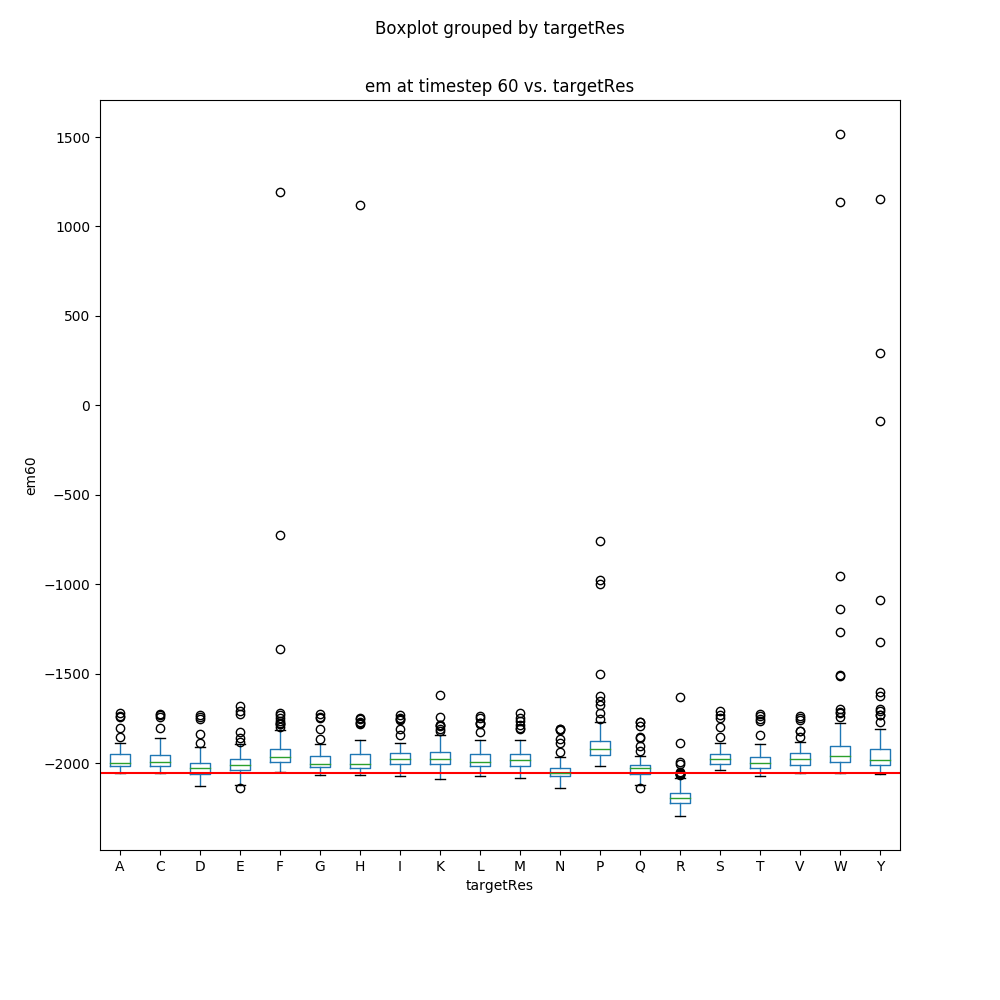 Boxplot grouped by targetRes
em at timestep 60 vs. targetRes
1500
1000
500
0
−500
−1000
−1500
−2000
em60
A C D E F G H I K L M N P Q R S T V W Y
targetRes